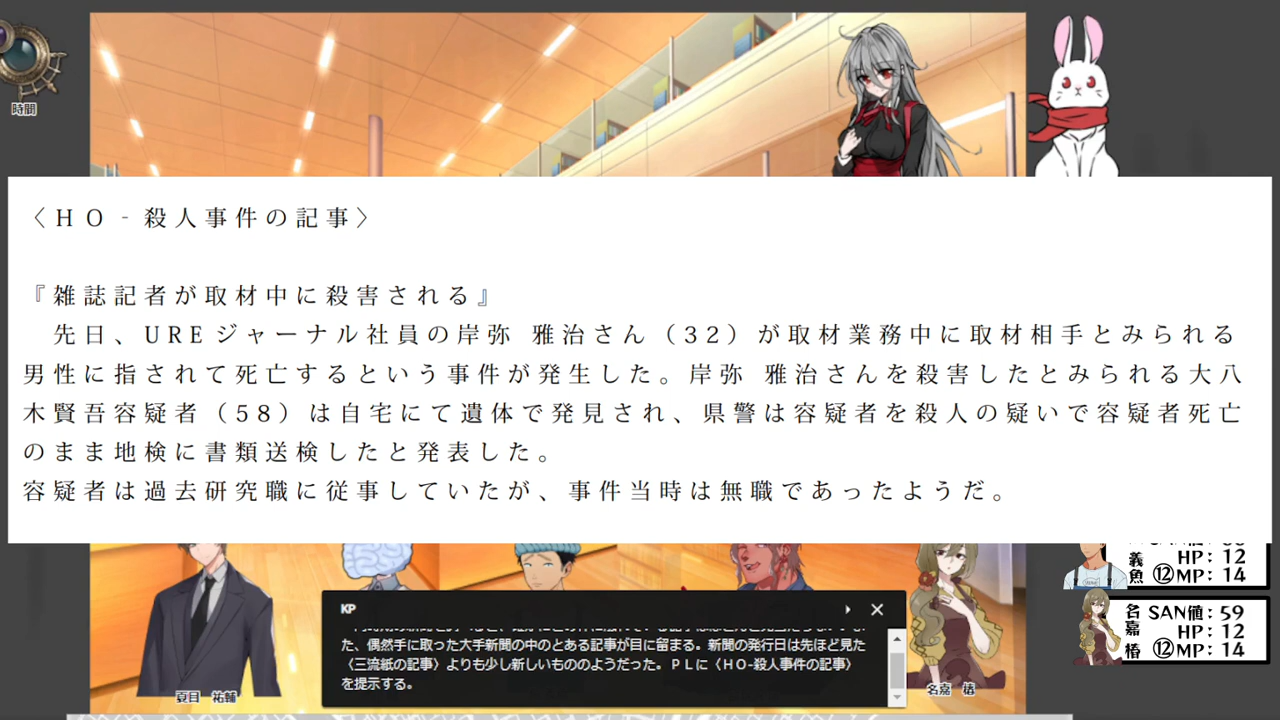 時間
〈HO‐殺人事件の記事〉
『雑誌記者が取材中に殺害される』
　先日、UREジャーナル社員の岸弥 雅治さん（32）が取材業務中に取材相手とみられる
男性に指されて死亡するという事件が発生した。岸弥 雅治さんを殺害したとみられる大八
木賢吾容疑者（58）は自宅にて遺体で発見され、県警は容疑者を殺人の疑いで容疑者死亡
のまま地検に書類送検したと発表した。
容疑者は過去研究職に従事していたが、事件当時は無職であったようだ。
義魚
HP: 12
⑫MP: 14
名嘉 椿
SAN値: 59
HP: 12
⑫MP: 14
KP
た、偶然手に取った大手新聞の中のとある記事が目に留まる。新聞の発行日は先ほど見た
〈三流紙の記事〉よりも少し新しいもののようだった。ＰＬに〈ＨＯ-殺人事件の記事〉
を提示する。
夏目　祐輔
名嘉　椿